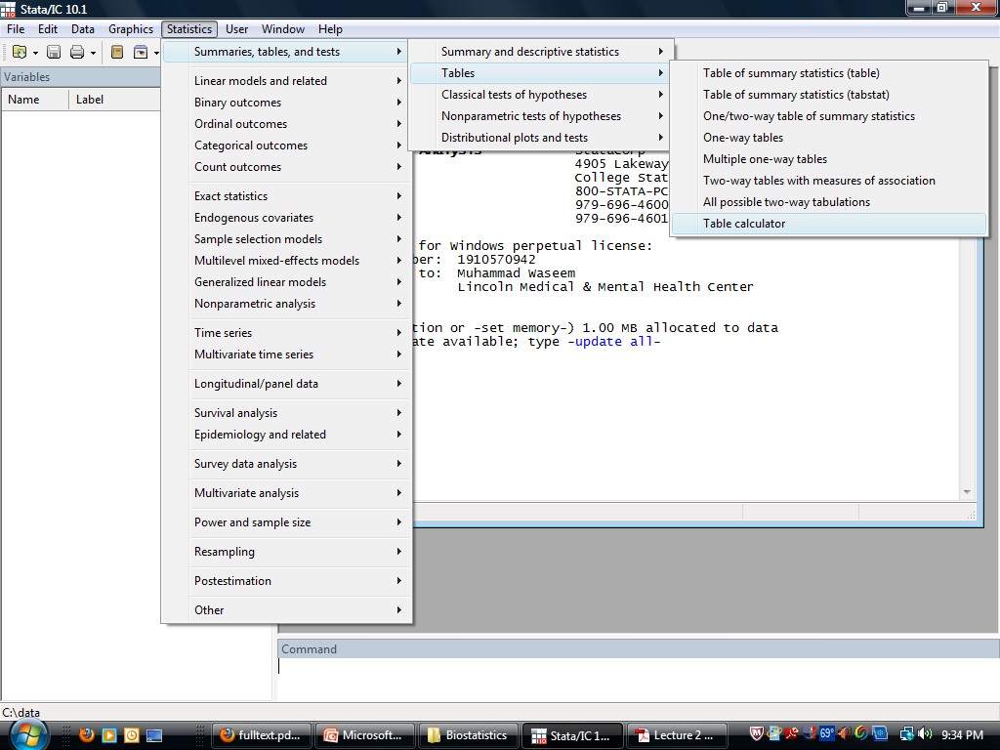 Stata/IC 10.1
File Edit Data Graphics Statistics User Window Help
Variables
Name Label
Summaries, tables, and tests
Linear models and related
Binary outcomes
Ordinal outcomes
Categorical outcomes
Count outcomes
Exact statistics
Endogenous covariates
Sample selection models
Multilevel mixed-effects models
Generalized linear models
Nonparametric analysis
Time series
Multivariate time series
Longitudinal/panel data
Survival analysis
Epidemiology and related
Survey data analysis
Multivariate analysis
Power and sample size
Resampling
Postestimation
Other
Summary and descriptive statistics
Tables
Classical tests of hypotheses
Nonparametric tests of hypotheses
Distributional plots and tests
Table of summary statistics (table)
Table of summary statistics (tabstat)
One/two-way table of summary statistics
One-way tables
Multiple one-way tables
Two-way tables with measures of association
All possible two-way tabulations
Table calculator
Analysis StataCorp
4905 Lakeway
College Stat
800-STATA-PC
979-696-4600
979-696-4601
for Windows perpetual license:
ber: 1910570942
to: Muhammad Waseem
Lincoln Medical & Mental Health Center
tion or -set memory-) 1.00 MB allocated to data
ate available; type -update all-
Command
C:\data
fulltext.pd... Microsoft... Biostatistics Stata/IC 1... Lecture 2 ... 69° 9:34 PM